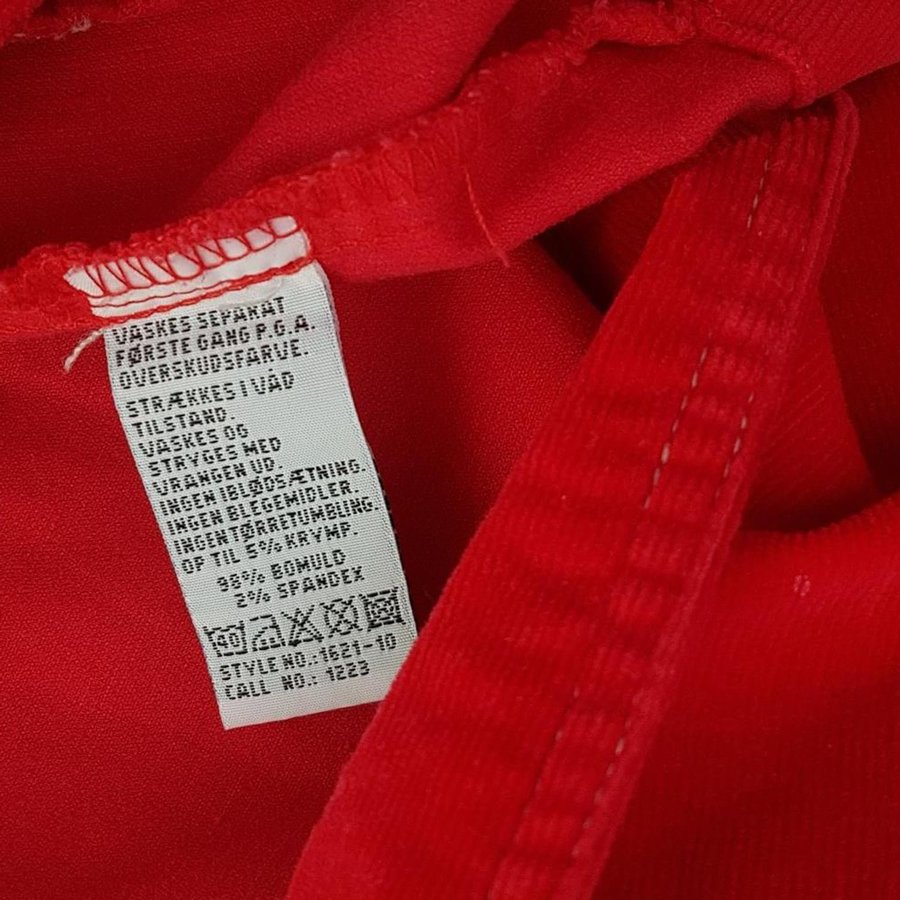 VASKES SEPARAT
FØRSTE GANG P.G.A.
OVERSKUDSFARVE.
STRÆKKES I VÅD
TILSTAND.
VASKES OG
STRYGES MED
VRANGEN UD.
INGEN IBLØDSÆTNING.
INGEN BLEGEMIDLER.
INGEN TØRRETUMBLING.
OP TIL 5% KRYMP.
98% BOMULD
2% SPANDEX
40
STYLE NO.: 1621-10
CALL NO.: 1223